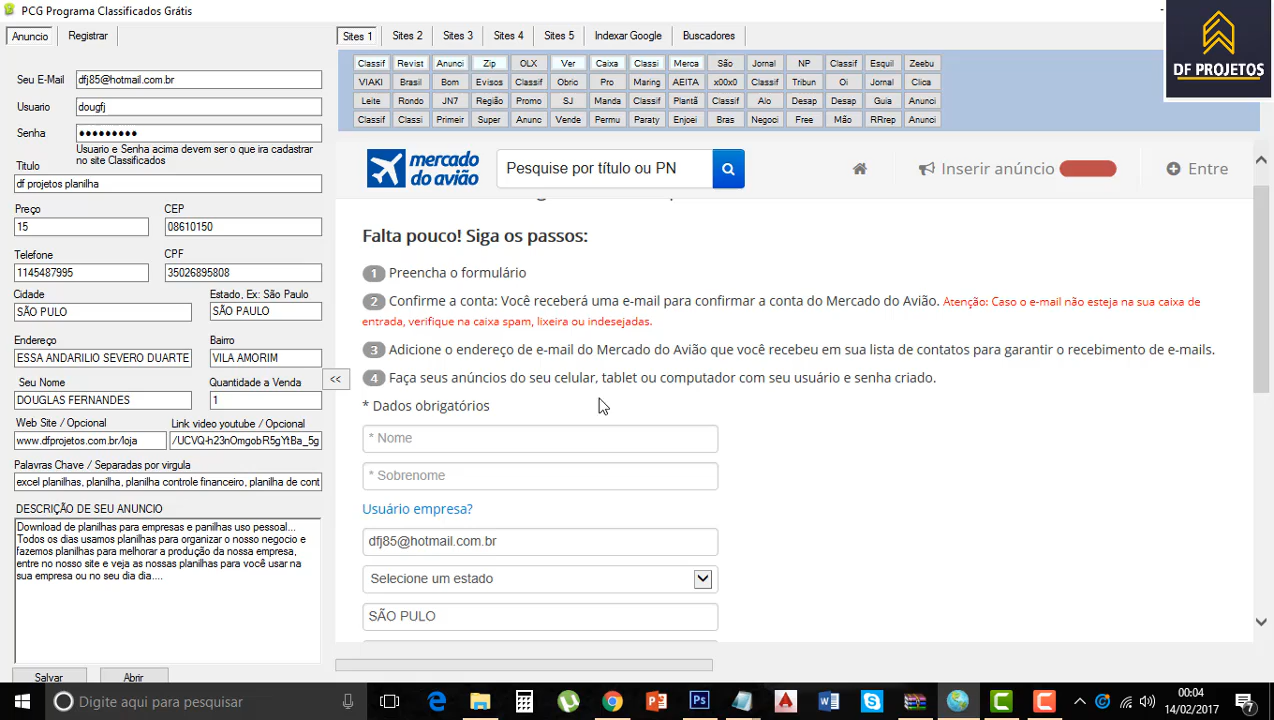 PCG Programa Classificados Grátis
Anuncio Registrar
Seu E-Mail dfj85@hotmail.com.br
Usuario dougfj
Senha ●●●●●●●●●
Usuario e Senha acima devem ser o que ira cadastrar
no site Classificados
Título
df projetos planilha
Preço CEP
15 08610150
Telefone CPF
1145487995 35026895808
Cidade Estado, Ex: São Paulo
SÃO PULO SÃO PAULO
Endereço Bairro
ESSA ANDARILIO SEVERO DUARTE VILA AMORIM
Seu Nome Quantidade a Venda
DOUGLAS FERNANDES 1
Web Site / Opcional Link video youtube / Opcional
www.dfprojetos.com.br/loja /UCVQ-h23nOmgobR5gYtBa_5g
Palavras Chave / Separadas por virgula
excel planilhas, planilha, planilha controle financeiro, planilha de cont
DESCRIÇÃO DE SEU ANUNCIO
Download de planilhas para empresas e panilhas uso pessoal...
Todos os dias usamos planilhas para organizar o nosso negocio e
fazemos planilhas para melhorar a produção da nossa empresa,
entre no nosso site e veja as nossas planilhas para você usar na
sua empresa ou no seu dia dia....
Salvar Abrir
<<
Sites 1 Sites 2 Sites 3 Sites 4 Sites 5 Indexar Google Buscadores
Classif Revist Anunci Zip OLX Ver Caixa Classi Merca São Jornal NP Classif Esquil Zeebu
VIAKI Brasil Bom Evisos Classif Obrio Pro Maring AEITA x00x0 Classif Tribun Oi Jornal Clica
Leite Rondo JN7 Região Promo SJ Manda Classif Plantã Classif Alo Desap Desap Guia Anunci
Classif Classi Primeir Super Anunc Vende Permu Paraty Enjoei Bras Negoci Free Mão RRrep Anunci
DF PROJETOS
mercado
do avião
Pesquise por título ou PN
Inserir anúncio
Entre
Falta pouco! Siga os passos:
1 Preencha o formulário
2 Confirme a conta: Você receberá uma e-mail para confirmar a conta do Mercado do Avião. Atenção: Caso o e-mail não esteja na sua caixa de
entrada, verifique na caixa spam, lixeira ou indesejadas.
3 Adicione o endereço de e-mail do Mercado do Avião que você recebeu em sua lista de contatos para garantir o recebimento de e-mails.
4 Faça seus anúncios do seu celular, tablet ou computador com seu usuário e senha criado.
* Dados obrigatórios
* Nome
* Sobrenome
Usuário empresa?
dfj85@hotmail.com.br
Selecione um estado
SÃO PULO
Digite aqui para pesquisar
00:04
14/02/2017
7